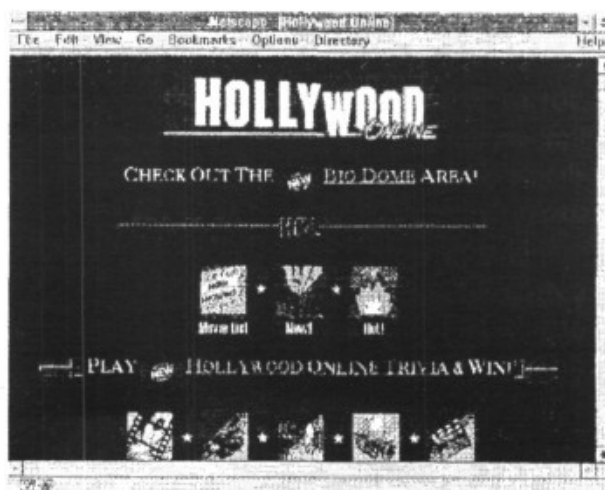 Netscape - [Hollywood Online]
File Edit View Go Bookmarks Options Directory Help
HOLLYWOOD
ONLINE
CHECK OUT THE NEW BIG DOME AREA!
Movie List News! Hot!
PLAY HOLLYWOOD ONLINE TRIVIA & WIN!